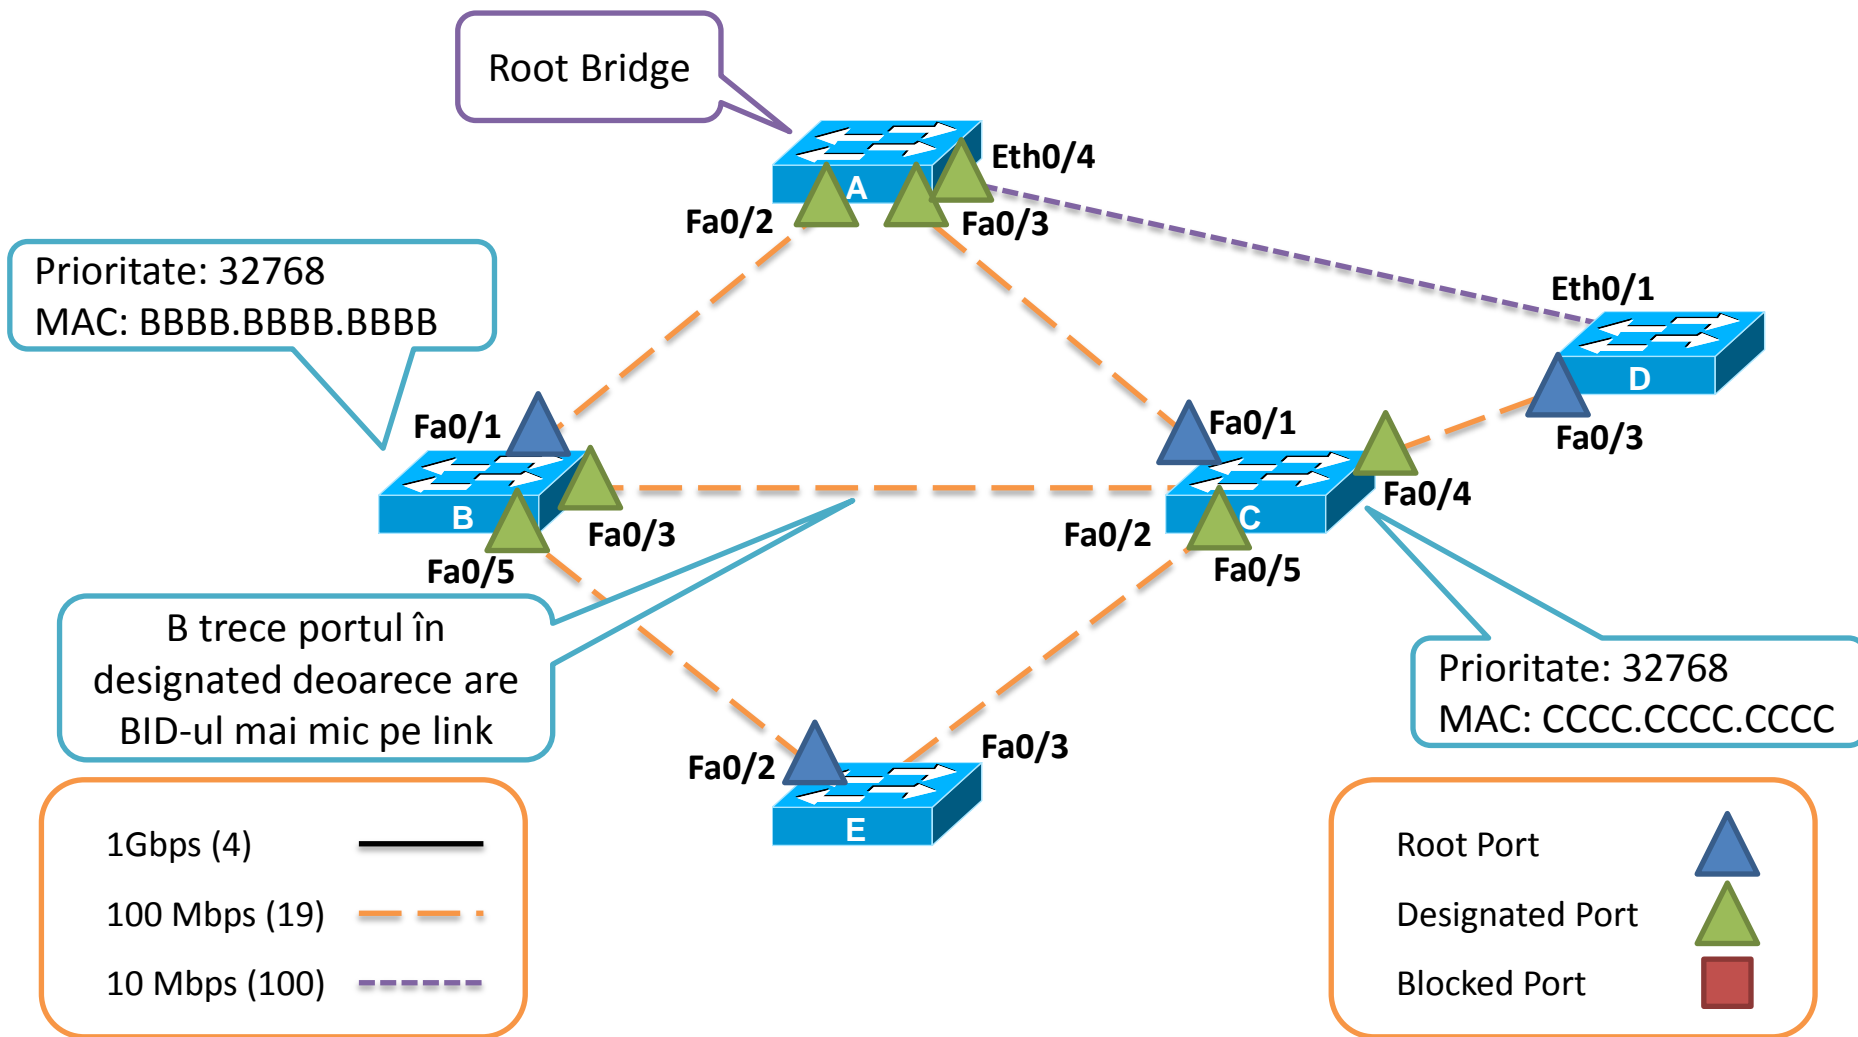 Root Bridge
Eth0/4
A
Fa0/2
Fa0/3
Prioritate: 32768
MAC: BBBB.BBBB.BBBB
Eth0/1
D
Fa0/3
Fa0/1
Fa0/1
B
Fa0/3
Fa0/5
C
Fa0/4
Fa0/2
Fa0/5
B trece portul în
designated deoarece are
BID-ul mai mic pe link
Prioritate: 32768
MAC: CCCC.CCCC.CCCC
Fa0/2
Fa0/3
E
1Gbps (4)
100 Mbps (19)
10 Mbps (100)
Root Port
Designated Port
Blocked Port